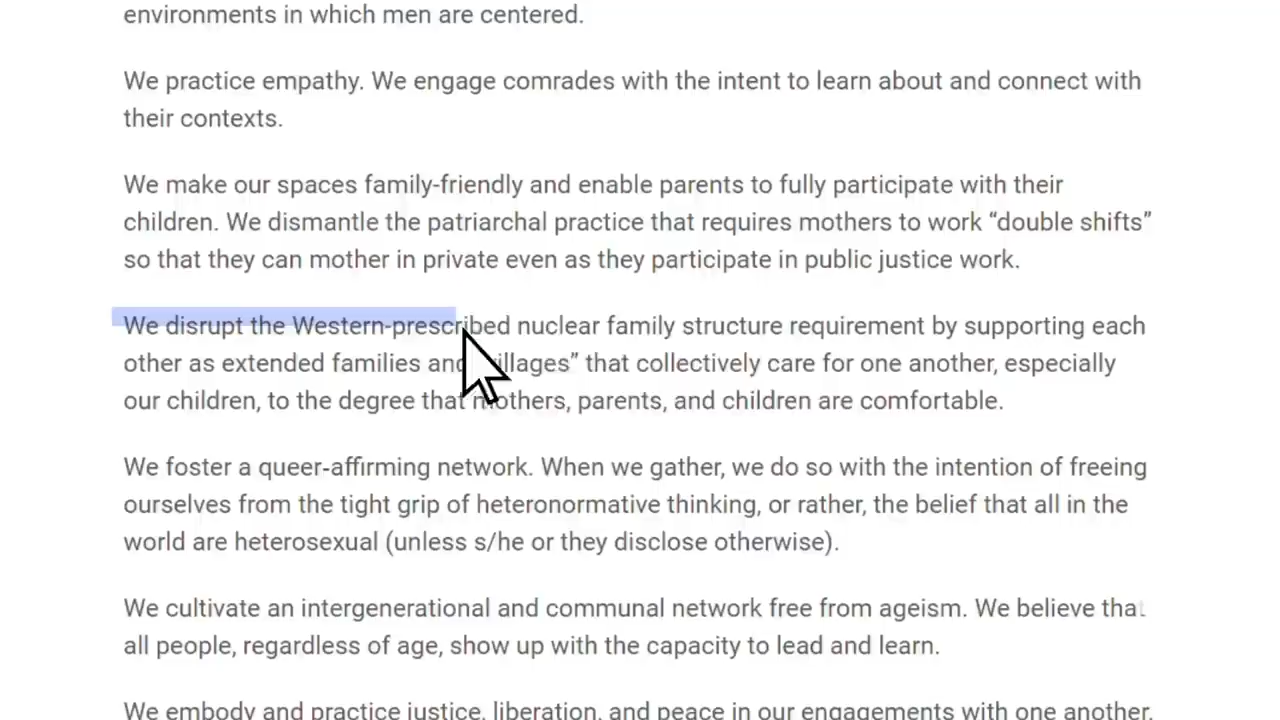 environments in which men are centered.
We practice empathy. We engage comrades with the intent to learn about and connect with
their contexts.
We make our spaces family-friendly and enable parents to fully participate with their
children. We dismantle the patriarchal practice that requires mothers to work “double shifts”
so that they can mother in private even as they participate in public justice work.
We disrupt the Western-prescribed nuclear family structure requirement by supporting each
other as extended families and “villages” that collectively care for one another, especially
our children, to the degree that mothers, parents, and children are comfortable.
We foster a queer-affirming network. When we gather, we do so with the intention of freeing
ourselves from the tight grip of heteronormative thinking, or rather, the belief that all in the
world are heterosexual (unless s/he or they disclose otherwise).
We cultivate an intergenerational and communal network free from ageism. We believe that
all people, regardless of age, show up with the capacity to lead and learn.
We embody and practice justice, liberation, and peace in our engagements with one another.